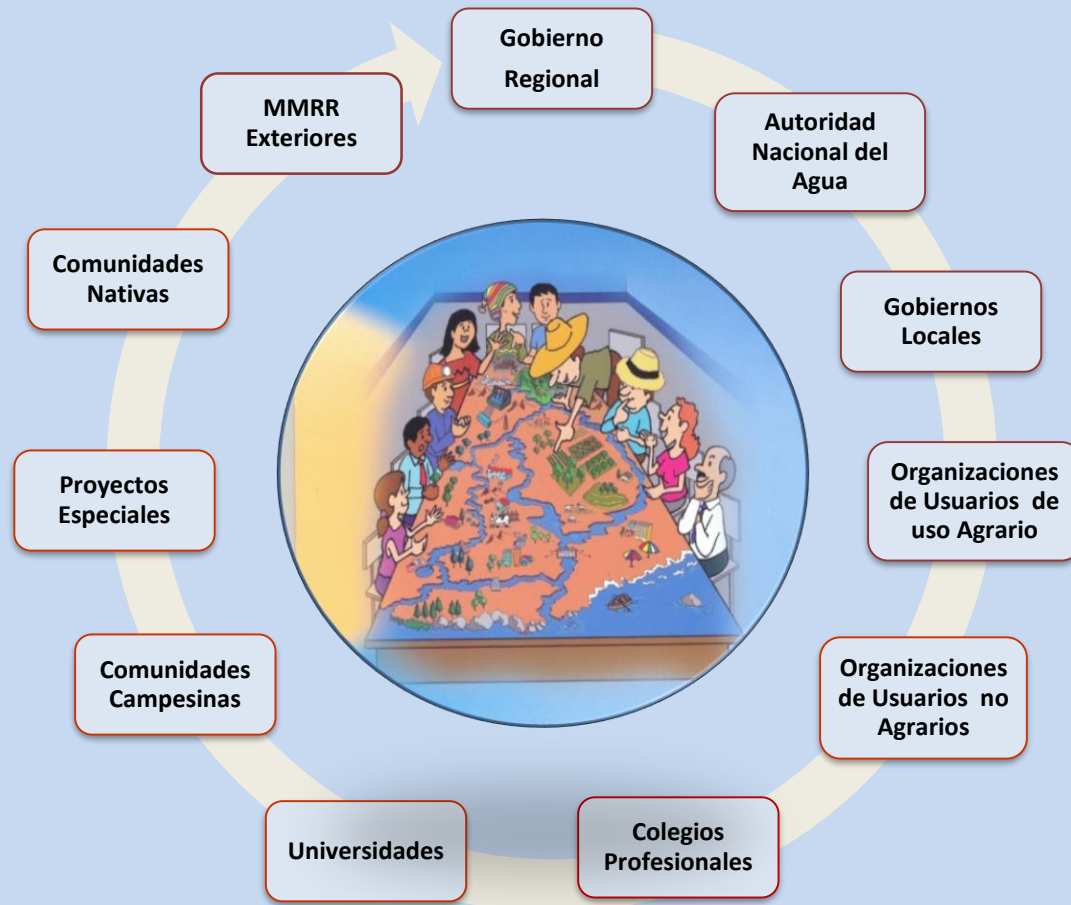 Gobierno
Regional
Autoridad
Nacional del
Agua
Gobiernos
Locales
Organizaciones
de Usuarios de
uso Agrario
Organizaciones
de Usuarios no
Agrarios
Colegios
Profesionales
Universidades
Comunidades
Campesinas
Proyectos
Especiales
Comunidades
Nativas
MMRR
Exteriores